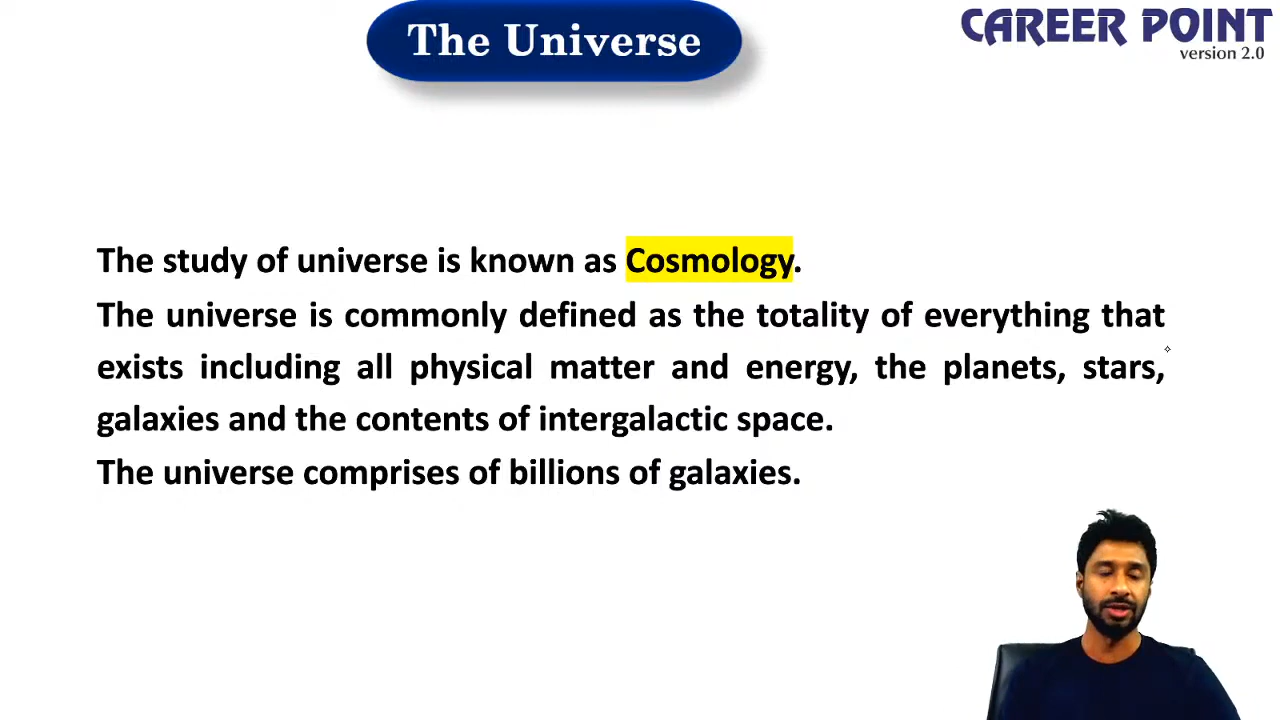 The Universe
CAREER POINT
version 2.0
The study of universe is known as Cosmology.
The universe is commonly defined as the totality of everything that
exists including all physical matter and energy, the planets, stars,
galaxies and the contents of intergalactic space.
The universe comprises of billions of galaxies.